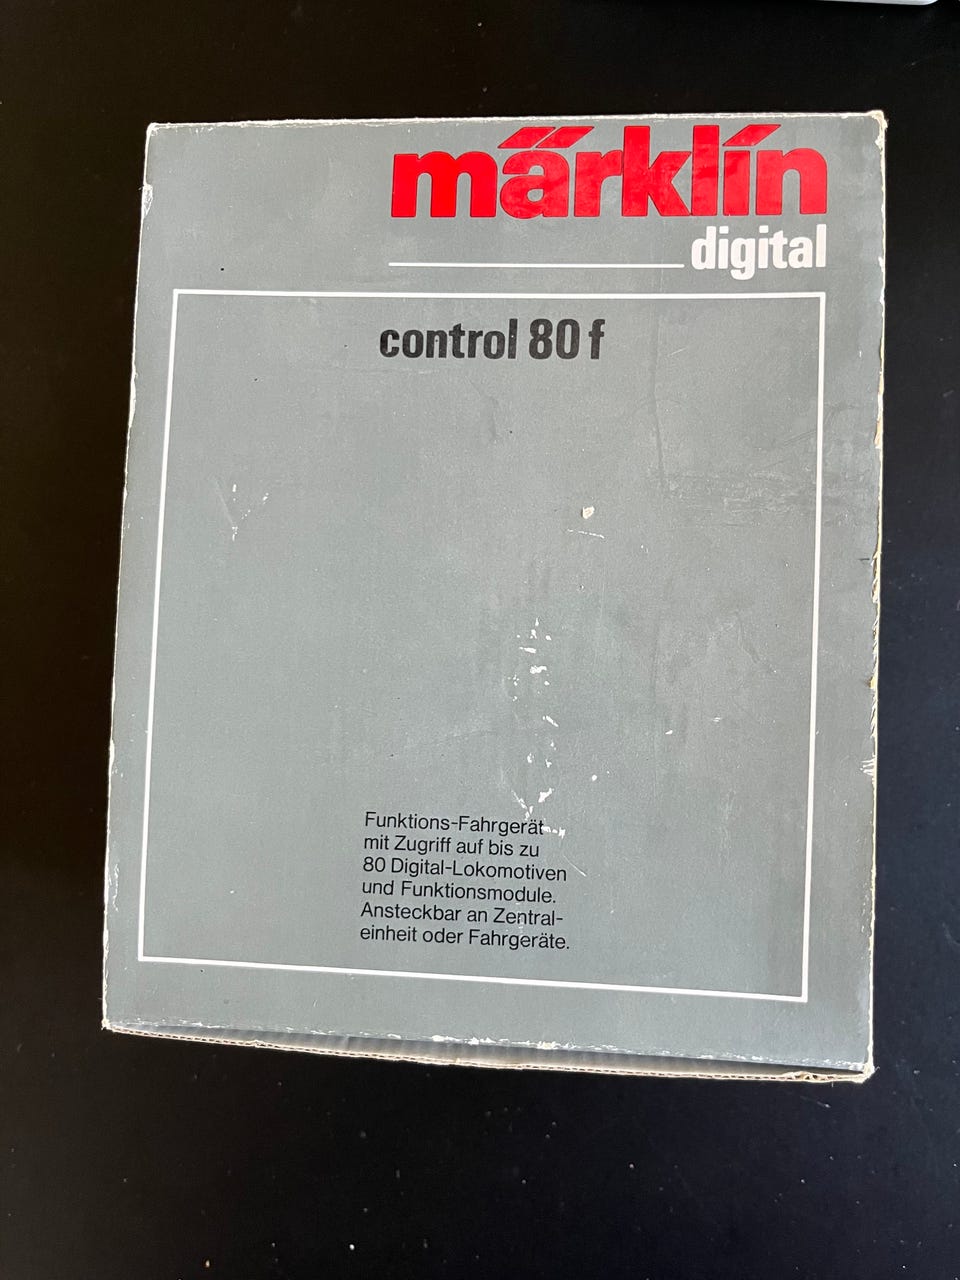 märklín
digital
control 80 f
Funktions-Fahrgerät
mit Zugriff auf bis zu
80 Digital-Lokomotiven
und Funktionsmodule.
Ansteckbar an Zentral-
einheit oder Fahrgeräte.